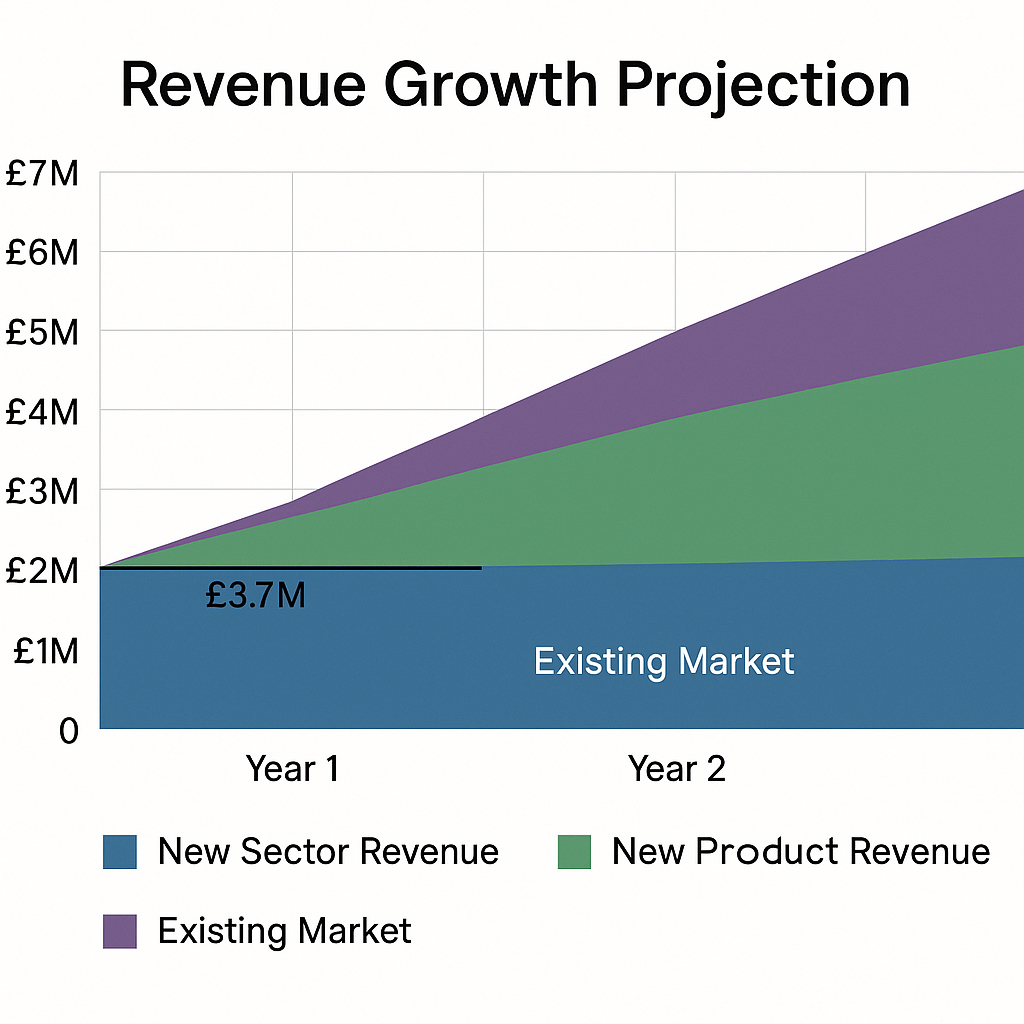 Revenue Growth Projection
£7M
£6M
£5M
£4M
£3M
£2M
£3.7M
£1M
Existing Market
0
Year 1 Year 2
New Sector Revenue New Product Revenue
Existing Market